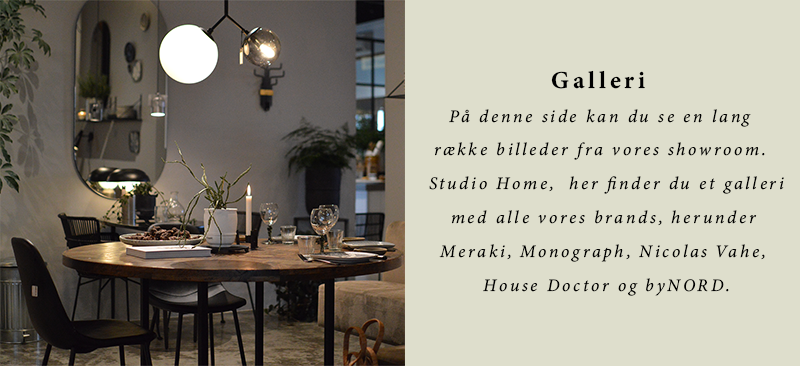 Galleri
På denne side kan du se en lang
række billeder fra vores showroom.
Studio Home, her finder du et galleri
med alle vores brands, herunder
Meraki, Monograph, Nicolas Vahe,
House Doctor og byNORD.